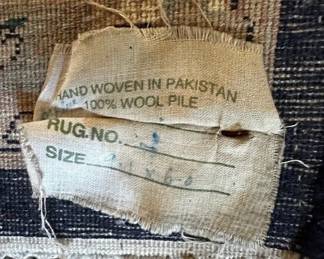 HAND WOVEN IN PAKISTAN
100% WOOL PILE
RUG.NO.
SIZE